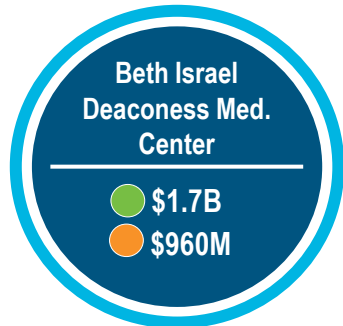 Beth Israel
Deaconess Med.
Center
$1.7B
$960M